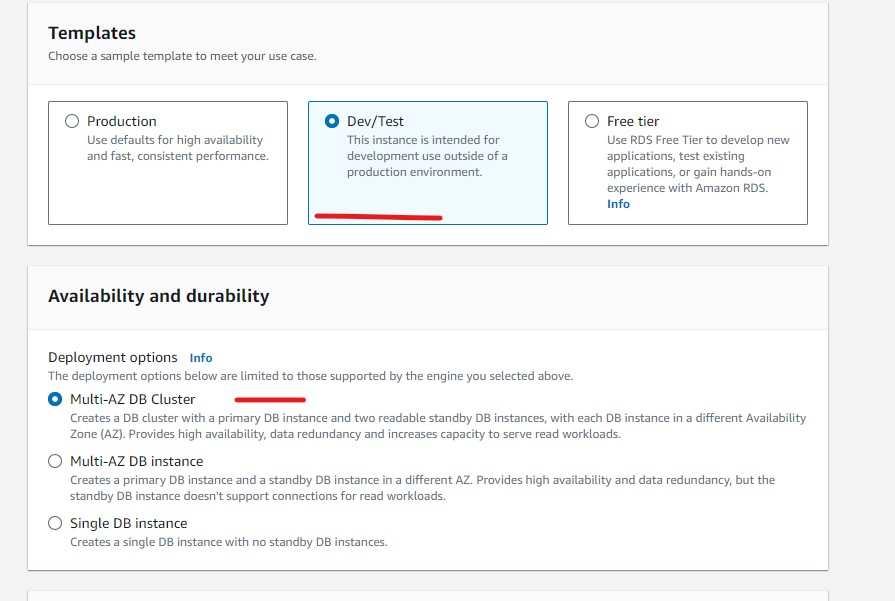 Templates
Choose a sample template to meet your use case.
Production
Use defaults for high availability
and fast, consistent performance.
Dev/Test
This instance is intended for
development use outside of a
production environment.
Free tier
Use RDS Free Tier to develop new
applications, test existing
applications, or gain hands-on
experience with Amazon RDS.
Info
Availability and durability
Deployment options Info
The deployment options below are limited to those supported by the engine you selected above.
Multi-AZ DB Cluster
Creates a DB cluster with a primary DB instance and two readable standby DB instances, with each DB instance in a different Availability
Zone (AZ). Provides high availability, data redundancy and increases capacity to serve read workloads.
Multi-AZ DB instance
Creates a primary DB instance and a standby DB instance in a different AZ. Provides high availability and data redundancy, but the
standby DB instance doesn't support connections for read workloads.
Single DB instance
Creates a single DB instance with no standby DB instances.